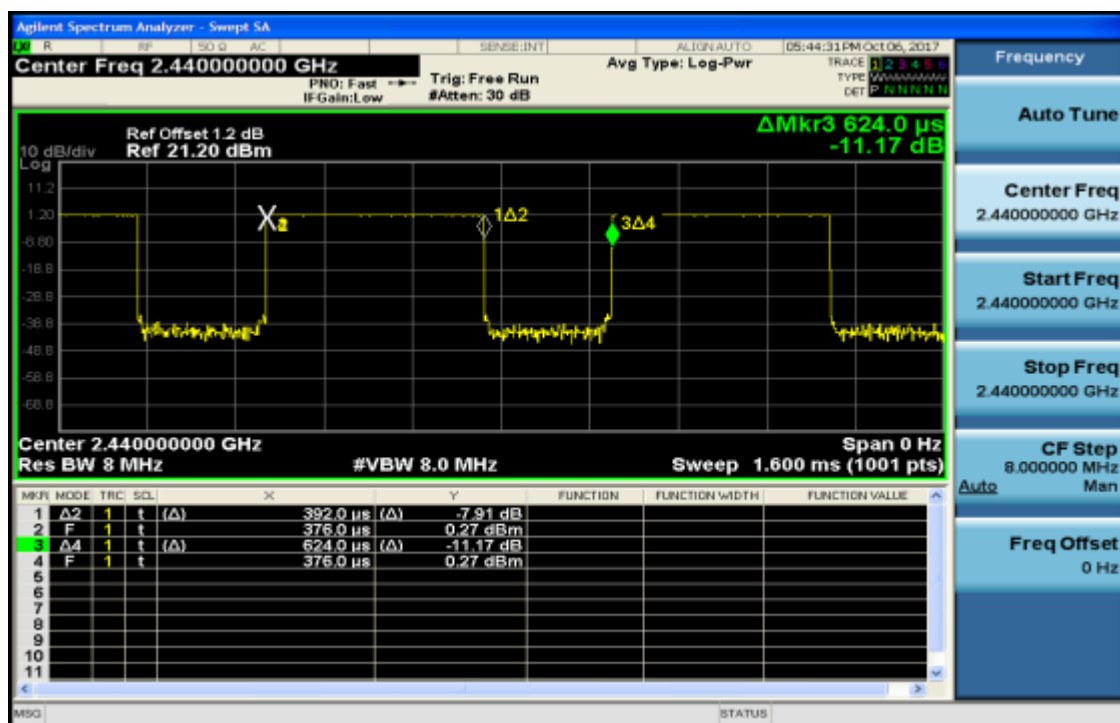 Agilent Spectrum Analyzer - Swept SA
R RF 50 Ω AC SENSE:INT ALIGN AUTO 05:44:31 PM Oct 06, 2017
Center Freq 2.440000000 GHz
PNO: Fast
IFGain:Low
Trig: Free Run
#Atten: 30 dB
Avg Type: Log-Pwr
TRACE 1 2 3 4 5 6
TYPE
DET P N N N N N
Frequency
Auto Tune
Center Freq
2.440000000 GHz
Start Freq
2.440000000 GHz
Stop Freq
2.440000000 GHz
CF Step
8.000000 MHz
Auto Man
Freq Offset
0 Hz
ΔMkr3 624.0 µs
-11.17 dB
Ref Offset 1.2 dB
10 dB/div Ref 21.20 dBm
Log
11.2
1.20
-8.80
-18.8
-28.8
-38.8
-48.8
-58.8
-68.8
1Δ2
3Δ4
Center 2.440000000 GHz Span 0 Hz
Res BW 8 MHz #VBW 8.0 MHz Sweep 1.600 ms (1001 pts)
MKR MODE TRC SCL X Y FUNCTION FUNCTION WIDTH FUNCTION VALUE
1 Δ2 1 t (Δ) 392.0 µs (Δ) -7.91 dB
2 F 1 t 376.0 µs 0.27 dBm
3 Δ4 1 t (Δ) 624.0 µs (Δ) -11.17 dB
4 F 1 t 376.0 µs 0.27 dBm
5
6
7
8
9
10
11
MSG STATUS